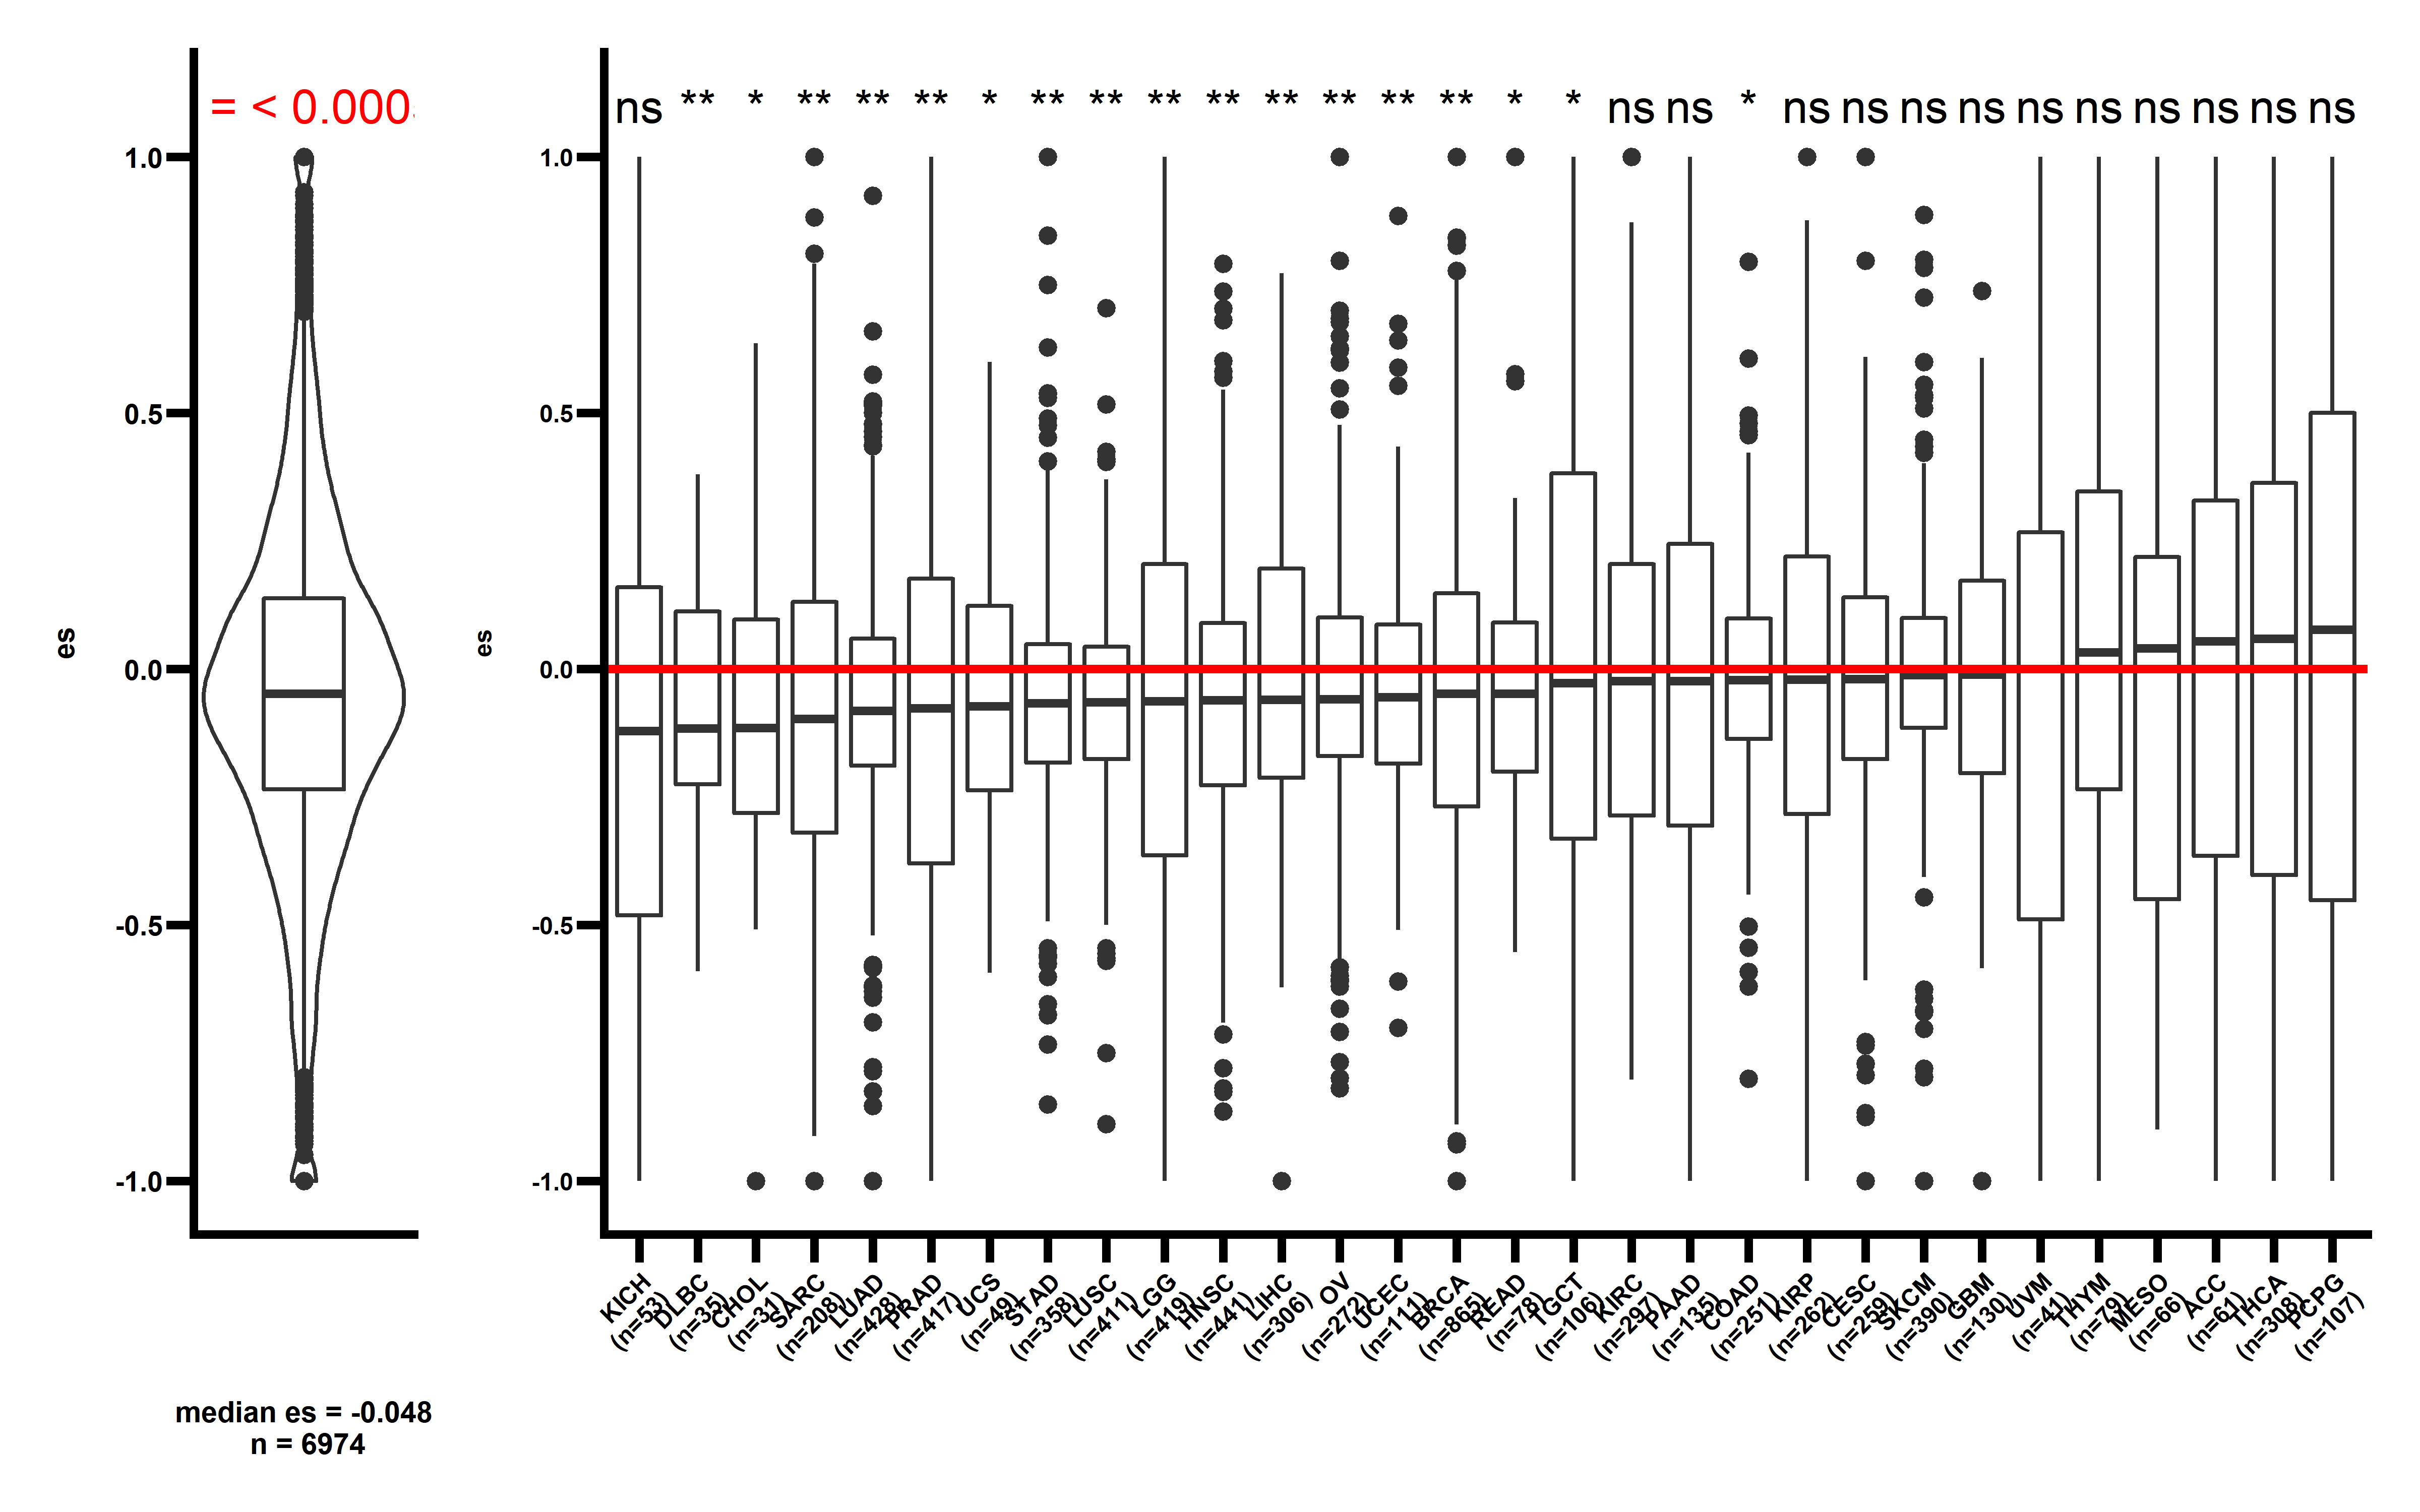 = < 0.000
1.0
0.5
0.0
-0.5
-1.0
es
median es = -0.048
n = 6974
ns ** * ** ** ** * ** ** ** ** ** ** ** ** * * ns ns * ns ns ns ns ns ns ns ns ns ns
1.0
0.5
0.0
-0.5
-1.0
es
KICH
(n=53)
DLBC
(n=35)
CHOL
(n=31)
SARC
(n=208)
LUAD
(n=428)
PRAD
(n=417)
UCS
(n=49)
STAD
(n=358)
LUSC
(n=411)
LGG
(n=419)
HNSC
(n=441)
LIHC
(n=306)
OV
(n=272)
UCEC
(n=111)
BRCA
(n=865)
READ
(n=78)
TGCT
(n=106)
KIRC
(n=297)
PAAD
(n=135)
COAD
(n=251)
KIRP
(n=262)
CESC
(n=259)
SKCM
(n=390)
GBM
(n=130)
UVM
(n=41)
THYM
(n=79)
MESO
(n=66)
ACC
(n=61)
THCA
(n=308)
PCPG
(n=107)